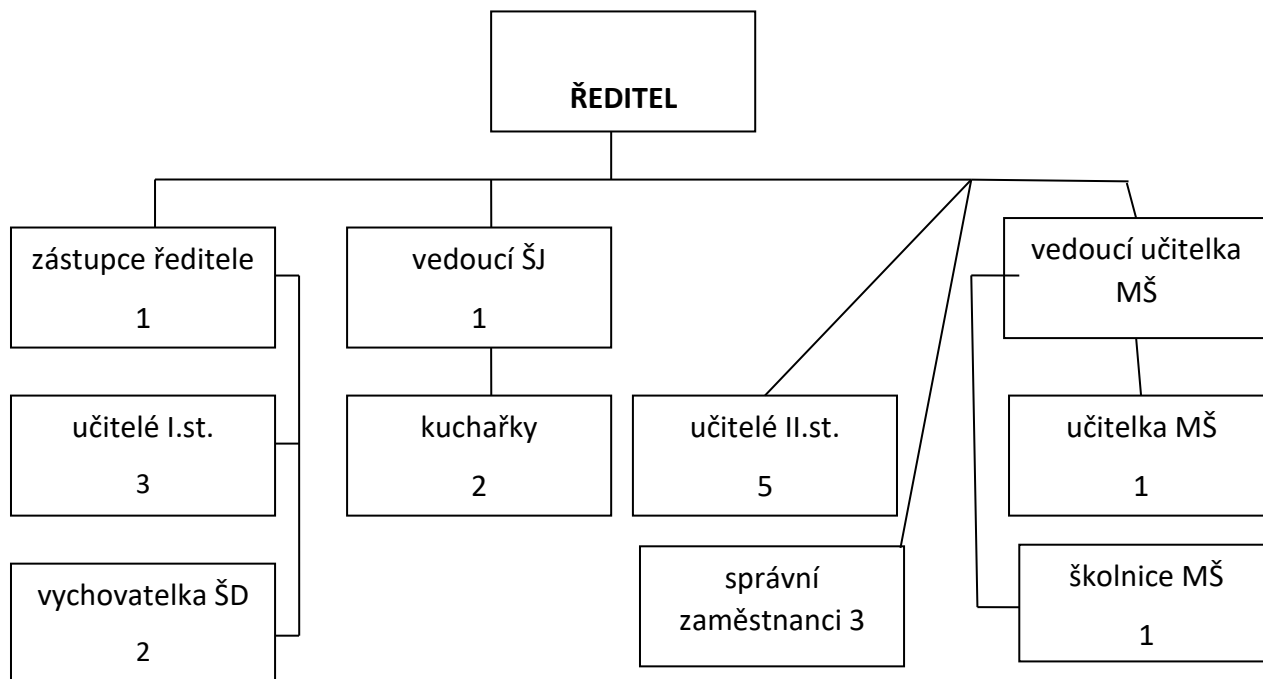 ŘEDITEL
zástupce ředitele
1
vedoucí ŠJ
1
vedoucí učitelka
MŠ
učitelé I.st.
3
kuchařky
2
učitelé II.st.
5
učitelka MŠ
1
vychovatelka ŠD
2
správní
zaměstnanci 3
školnice MŠ
1